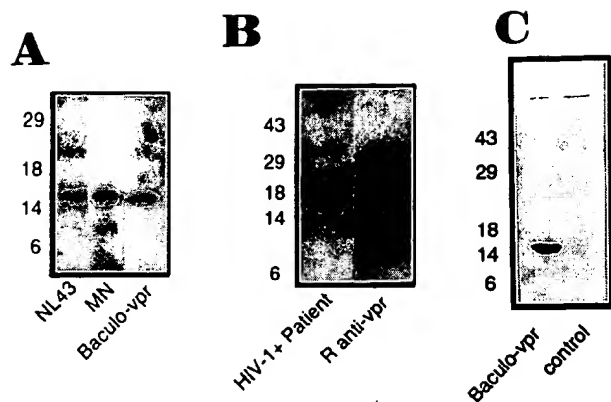 A
29
18
14
6
NL43
MN
Baculo-vpr
B
43
29
18
14
6
HIV-1+ Patient
R anti-vpr
C
43
29
18
14
6
Baculo-vpr
control